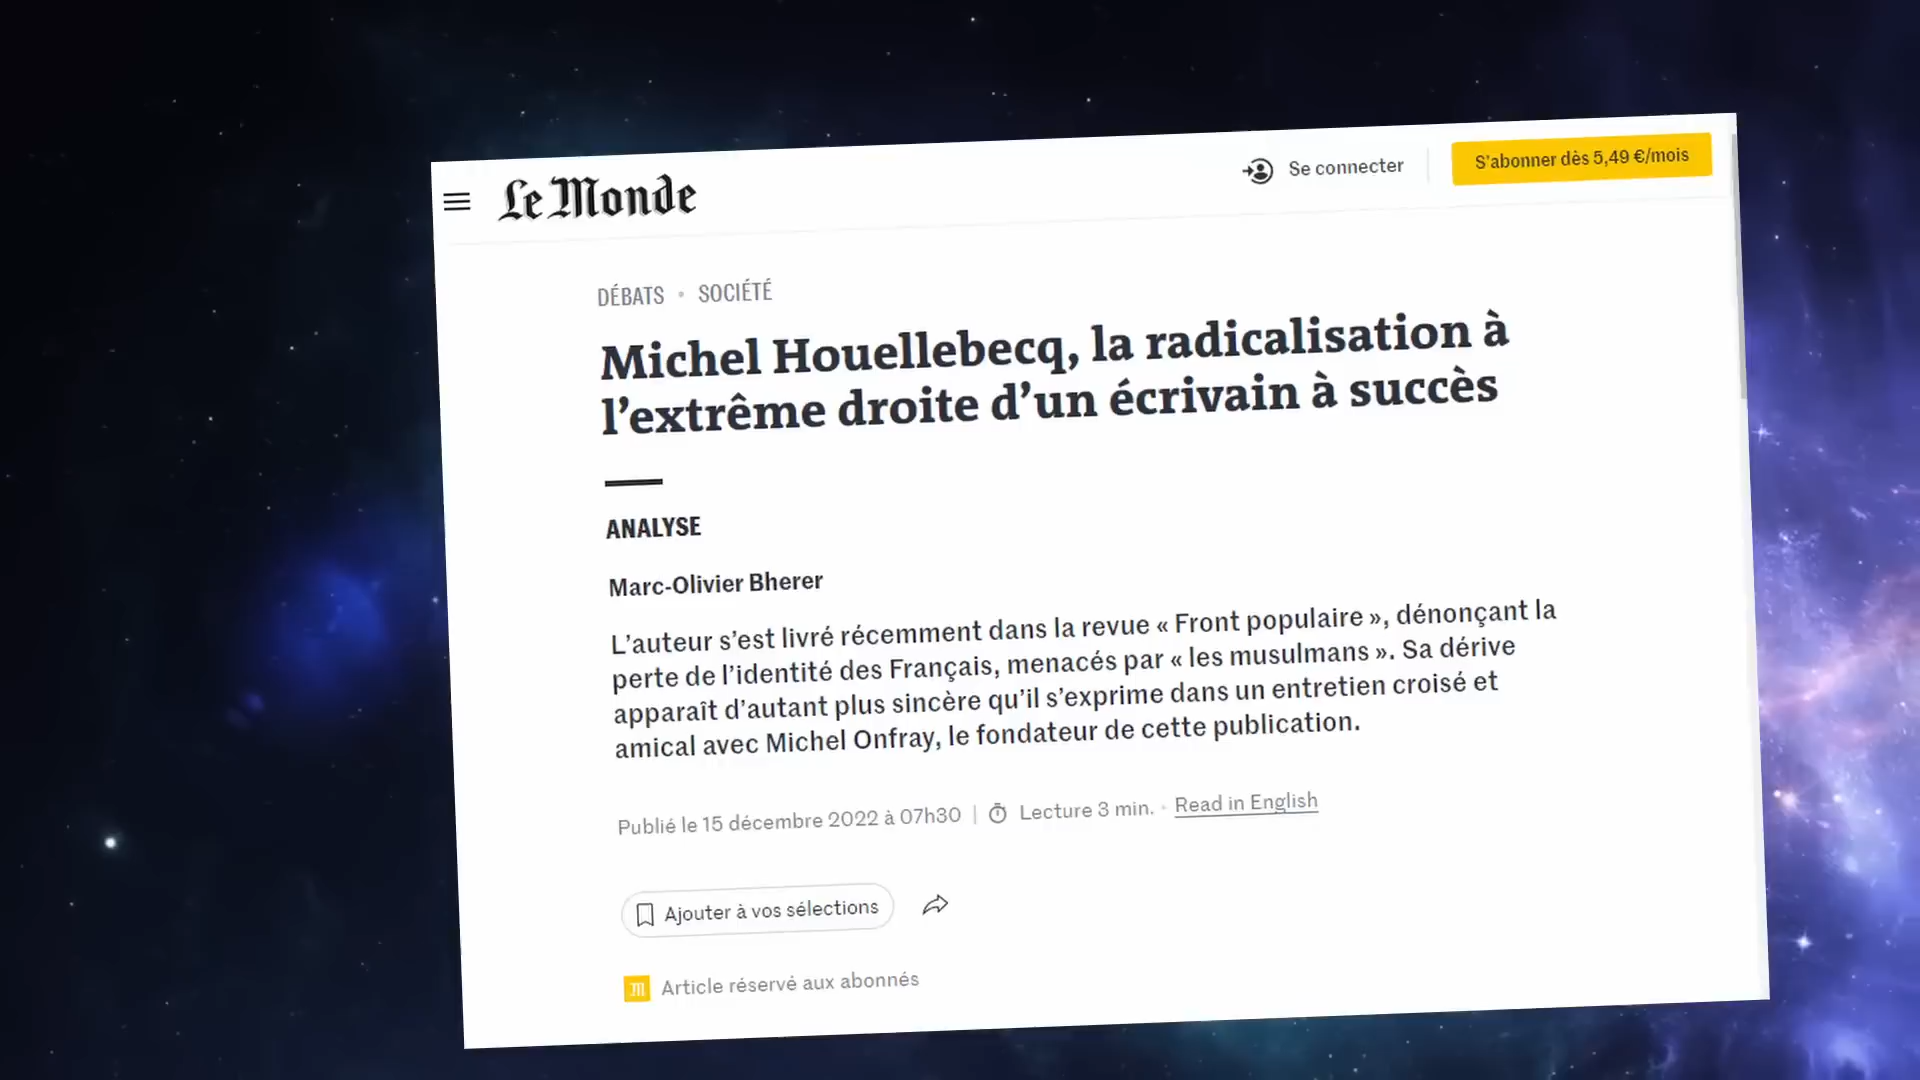 Le Monde
Se connecter
S'abonner dès 5,49 €/mois
DÉBATS • SOCIÉTÉ
Michel Houellebecq, la radicalisation à
l’extrême droite d’un écrivain à succès
ANALYSE
Marc-Olivier Bherer
L’auteur s’est livré récemment dans la revue « Front populaire », dénonçant la
perte de l’identité des Français, menacés par « les musulmans ». Sa dérive
apparaît d’autant plus sincère qu’il s’exprime dans un entretien croisé et
amical avec Michel Onfray, le fondateur de cette publication.
Publié le 15 décembre 2022 à 07h30 | Lecture 3 min. • Read in English
Ajouter à vos sélections
m Article réservé aux abonnés